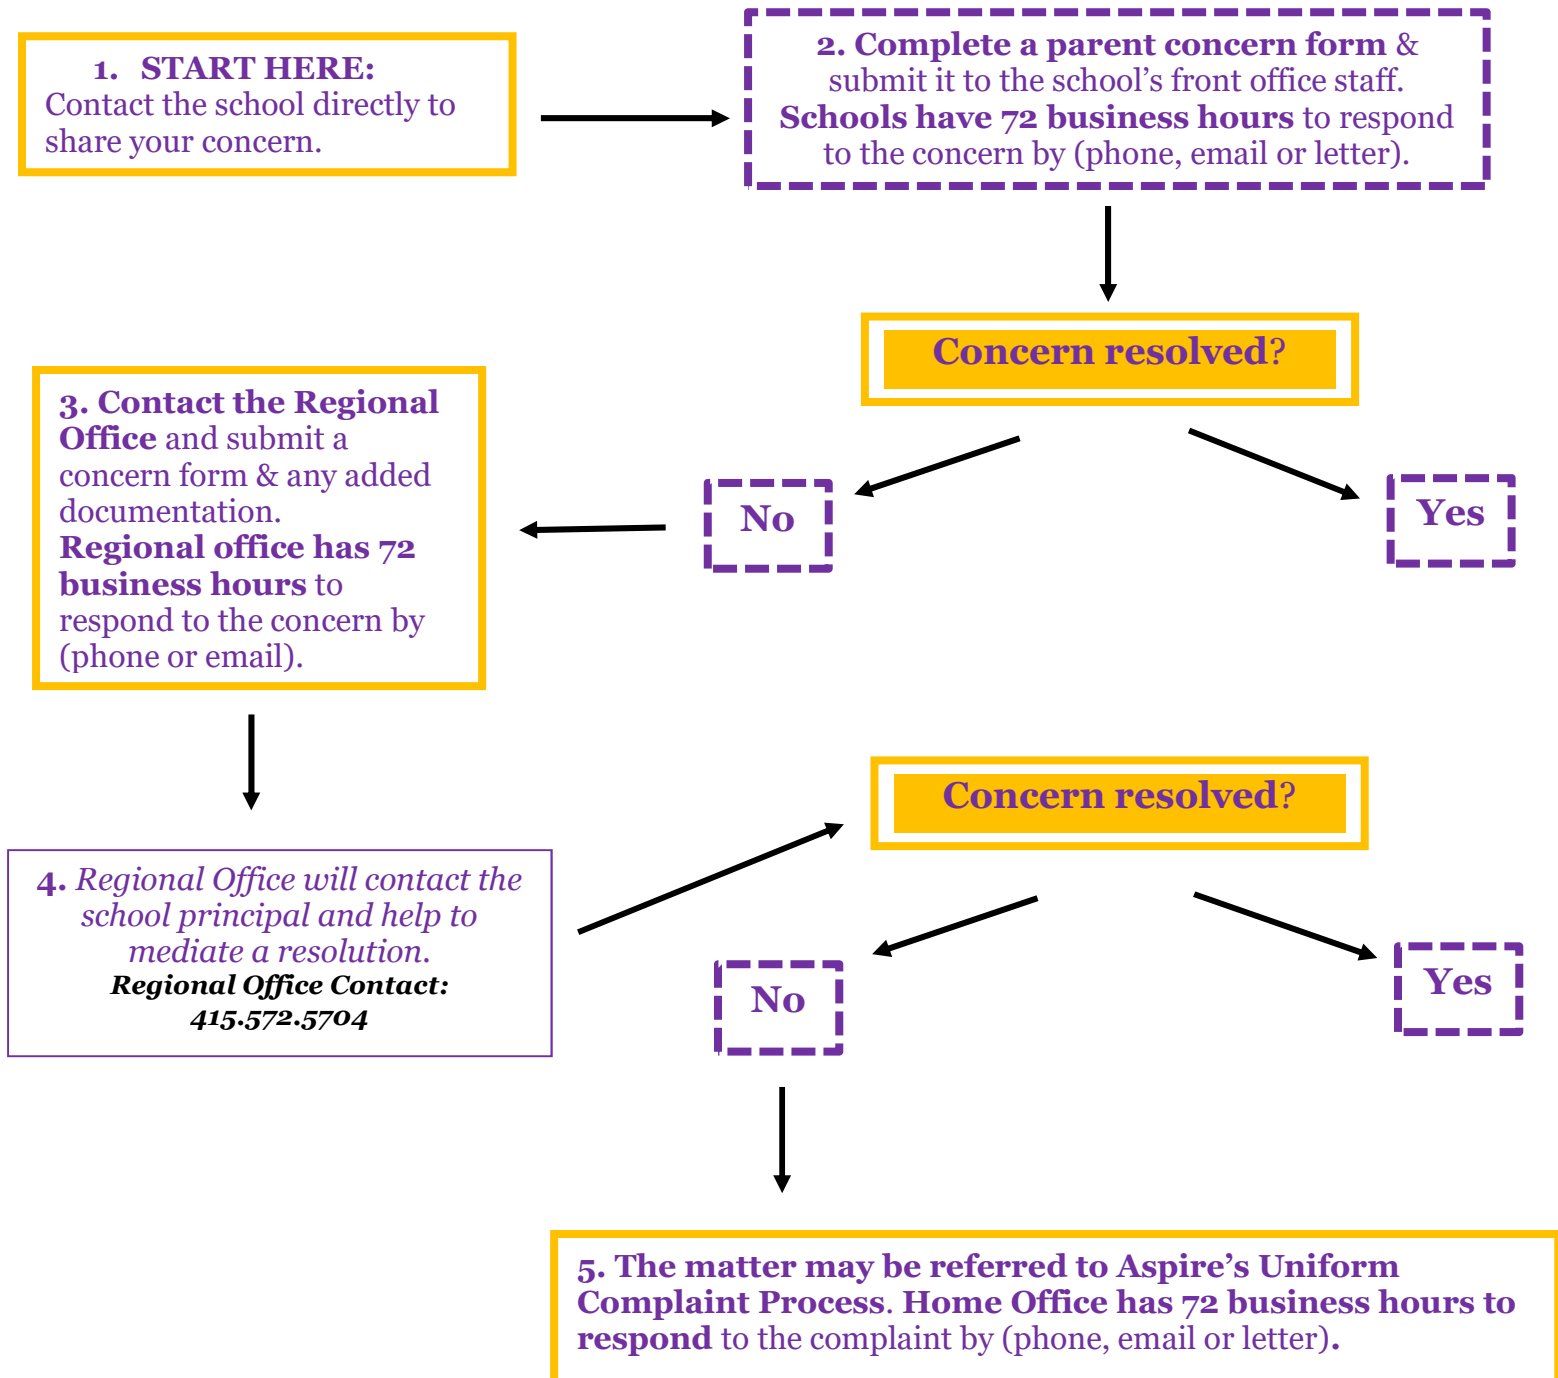 1. START HERE:
Contact the school directly to
share your concern.
2. Complete a parent concern form &
submit it to the school’s front office staff.
Schools have 72 business hours to respond
to the concern by (phone, email or letter).
Concern resolved?
No
Yes
3. Contact the Regional
Office and submit a
concern form & any added
documentation.
Regional office has 72
business hours to
respond to the concern by
(phone or email).
4. Regional Office will contact the
school principal and help to
mediate a resolution.
Regional Office Contact:
415.572.5704
Concern resolved?
No
Yes
5. The matter may be referred to Aspire’s Uniform
Complaint Process. Home Office has 72 business hours to
respond to the complaint by (phone, email or letter).